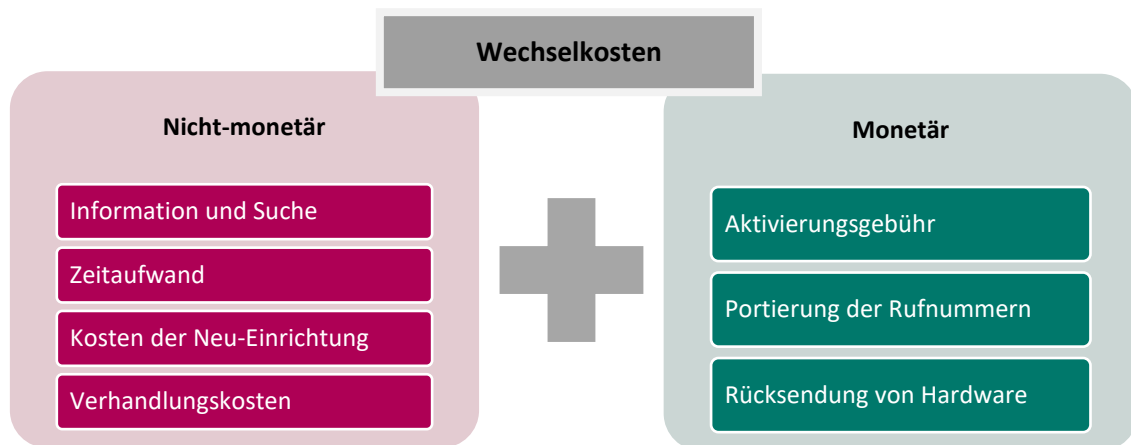 Wechselkosten
Nicht-monetär
Information und Suche
Zeitaufwand
Kosten der Neu-Einrichtung
Verhandlungskosten
Monetär
Aktivierungsgebühr
Portierung der Rufnummern
Rücksendung von Hardware